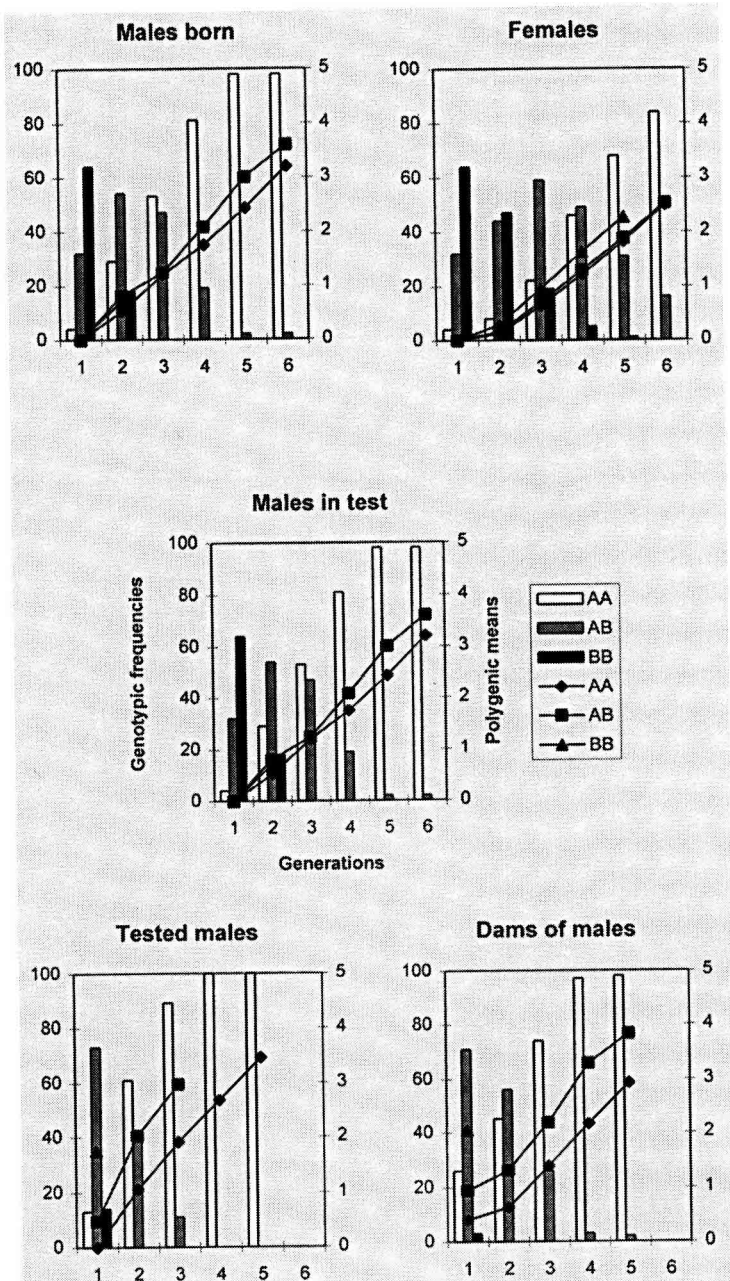 Males born
Females
100 80 60 40 20 0
5 4 3 2 1 0
1 2 3 4 5 6
100 80 60 40 20 0
5 4 3 2 1 0
1 2 3 4 5 6
Males in test
Genotypic frequencies
100 80 60 40 20 0
5 4 3 2 1 0
Polygenic means
1 2 3 4 5 6
Generations
AA
AB
BB
AA
AB
BB
Tested males
Dams of males
100 80 60 40 20 0
5 4 3 2 1 0
1 2 3 4 5 6
100 80 60 40 20 0
5 4 3 2 1 0
1 2 3 4 5 6